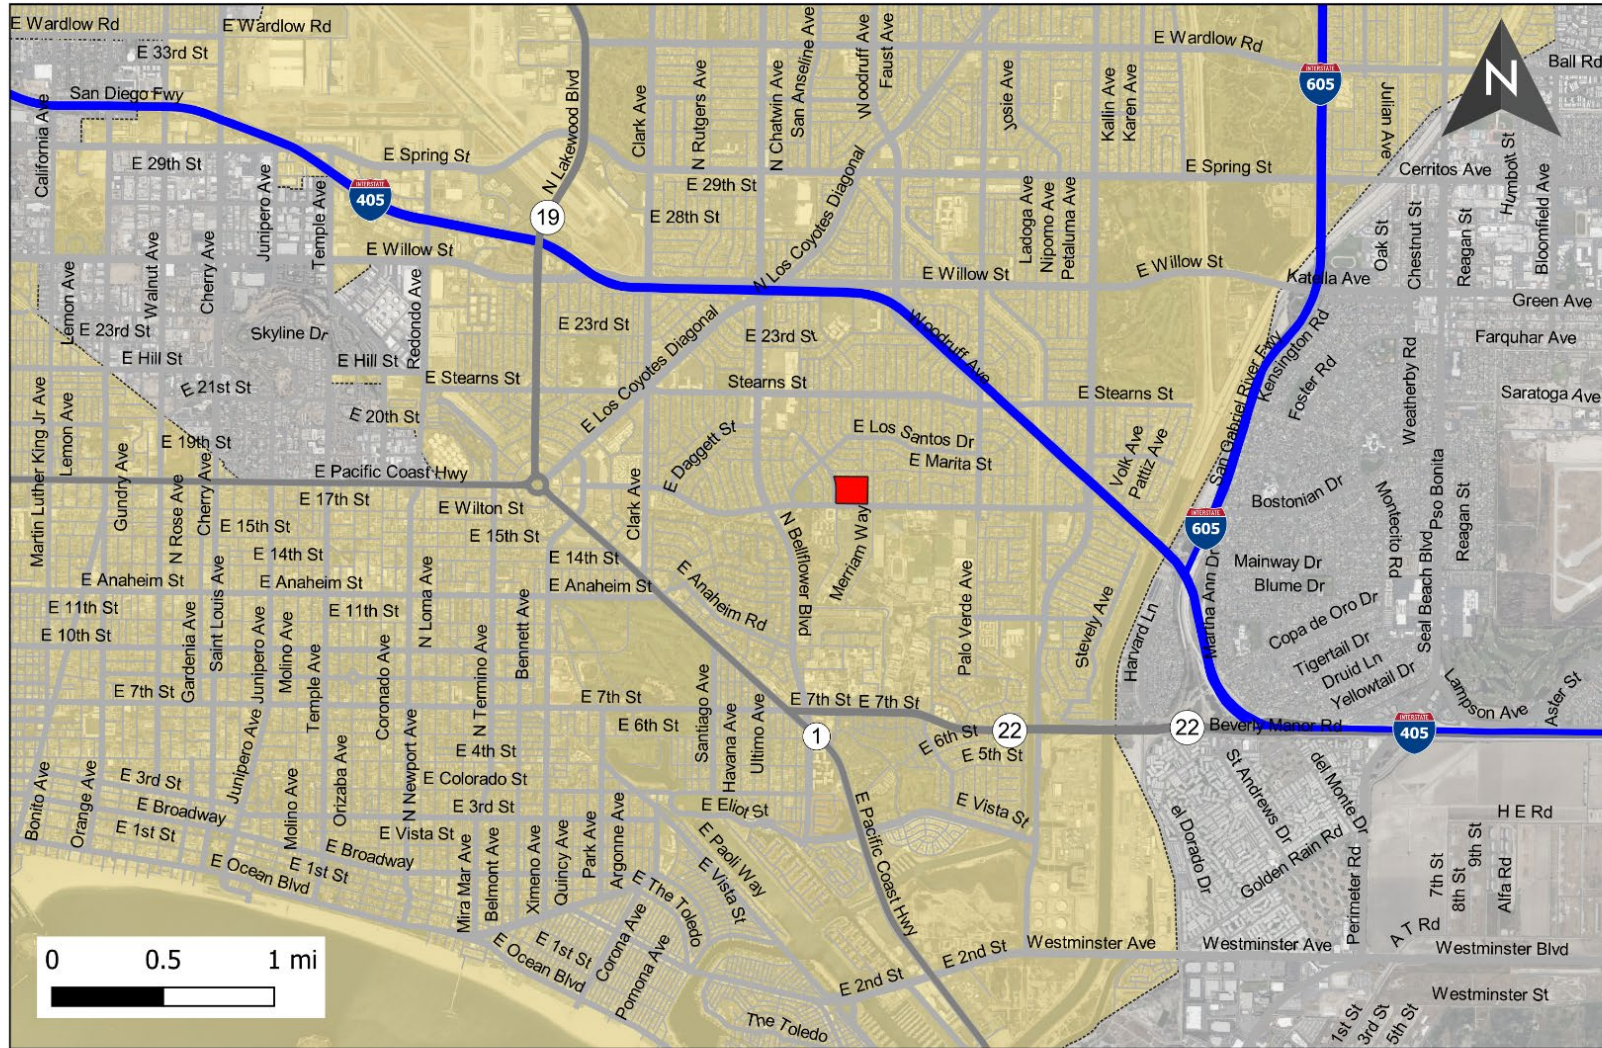 E Wardlow Rd
E Wardlow Rd
E 33rd St
San Diego Fwy
California Ave
N Lakewood Blvd
Clark Ave
N Rutgers Ave
N Chatwin Ave
San Anseline Ave
Woodruff Ave
Faust Ave
Josie Ave
E Wardlow Rd
Kallin Ave
Karen Ave
INTERSTATE
605
Julian Ave
N
Ball Rd
E 29th St
E Spring St
Junipero Ave
Temple Ave
INTERSTATE
405
19
E 29th St
E 28th St
N Los Coyotes Diagonal
E Spring St
Cerritos Ave
Humbolt St
Bloomfield Ave
Ladoga Ave
Nipomo Ave
Petaluma Ave
Oak St
Chestnut St
Reagan St
Lemon Ave
Walnut Ave
Cherry Ave
E Willow St
E Willow St
E Willow St
Katella Ave
Green Ave
E 23rd St
E Hill St
Skyline Dr
E Hill St
Redondo Ave
E 23rd St
E 23rd St
Woodruff Ave
San Gabriel River Fwy
Kensington Rd
Foster Rd
Weatherby Rd
Farquhar Ave
Saratoga Ave
Martin Luther King Jr Ave
Lemon Ave
E 21st St
E 20th St
E 19th St
E Stearns St
E Los Coyotes Diagonal
Stearns St
E Stearns St
E Los Santos Dr
E Marita St
E Daggett St
Volk Ave
Pattiz Ave
Gundry Ave
N Rose Ave
Cherry Ave
E Pacific Coast Hwy
E 17th St
E Wilton St
E 15th St
E 15th St
Clark Ave
N Bellflower Blvd
Merriam Way
INTERSTATE
605
Bostonian Dr
Montecito Rd
Pso Bonita
Reagan St
E 14th St
E 14th St
E Anaheim St
E Anaheim St
E Anaheim St
E Anaheim Rd
Mainway Dr
Blume Dr
Seal Beach Blvd
E 11th St
E 11th St
E 10th St
Gardenia Ave
Saint Louis Ave
Junipero Ave
Molino Ave
Temple Ave
Coronado Ave
N Loma Ave
N Termino Ave
Bennett Ave
Palo Verde Ave
Stevely Ave
Harvard Ln
Martha Ann Dr
Copa de Oro Dr
Tigertail Dr
Druid Ln
Yellowtail Dr
Lampson Ave
Aster St
E 7th St
E 7th St
E 6th St
Santiago Ave
Havana Ave
Ultimo Ave
E 7th St
E 7th St
1
E 6th St
E 5th St
22
22
Beverly Manor Rd
INTERSTATE
405
Bonito Ave
Orange Ave
E 3rd St
Junipero Ave
Molino Ave
Orizaba Ave
N Newport Ave
E 4th St
E Colorado St
E 3rd St
E Broadway
E 1st St
E Vista St
E Broadway
E 1st St
E Ocean Blvd
Mira Mar Ave
Belmont Ave
Ximeno Ave
Quincy Ave
Park Ave
Argonne Ave
E Eliot St
E Paoli Way
E Vista St
E Pacific Coast Hwy
E Vista St
el Dorado Dr
St Andrews Dr
del Monte Dr
Golden Rain Rd
Perimeter Rd
H E Rd
7th St
8th St
9th St
Alfa Rd
A T Rd
E The Toledo
E 1st St
E Ocean Blvd
Corona Ave
Pomona Ave
E 2nd St
E 2nd St
Westminster Ave
Westminster Ave
Westminster Blvd
Westminster St
The Toledo
1st St
3rd St
5th St
0 0.5 1 mi